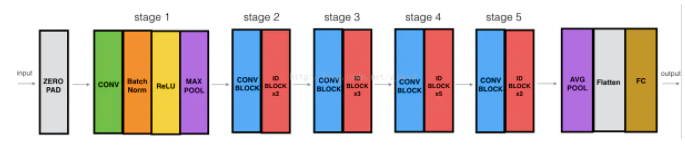 stage 1
stage 2
stage 3
stage 4
stage 5
input
ZERO
PAD
CONV
Batch
Norm
ReLU
MAX
POOL
CONV
BLOCK
ID
BLOCK
x2
CONV
BLOCK
ID
BLOCK
x3
CONV
BLOCK
ID
BLOCK
x5
CONV
BLOCK
ID
BLOCK
x2
AVG
POOL
Flatten
FC
output